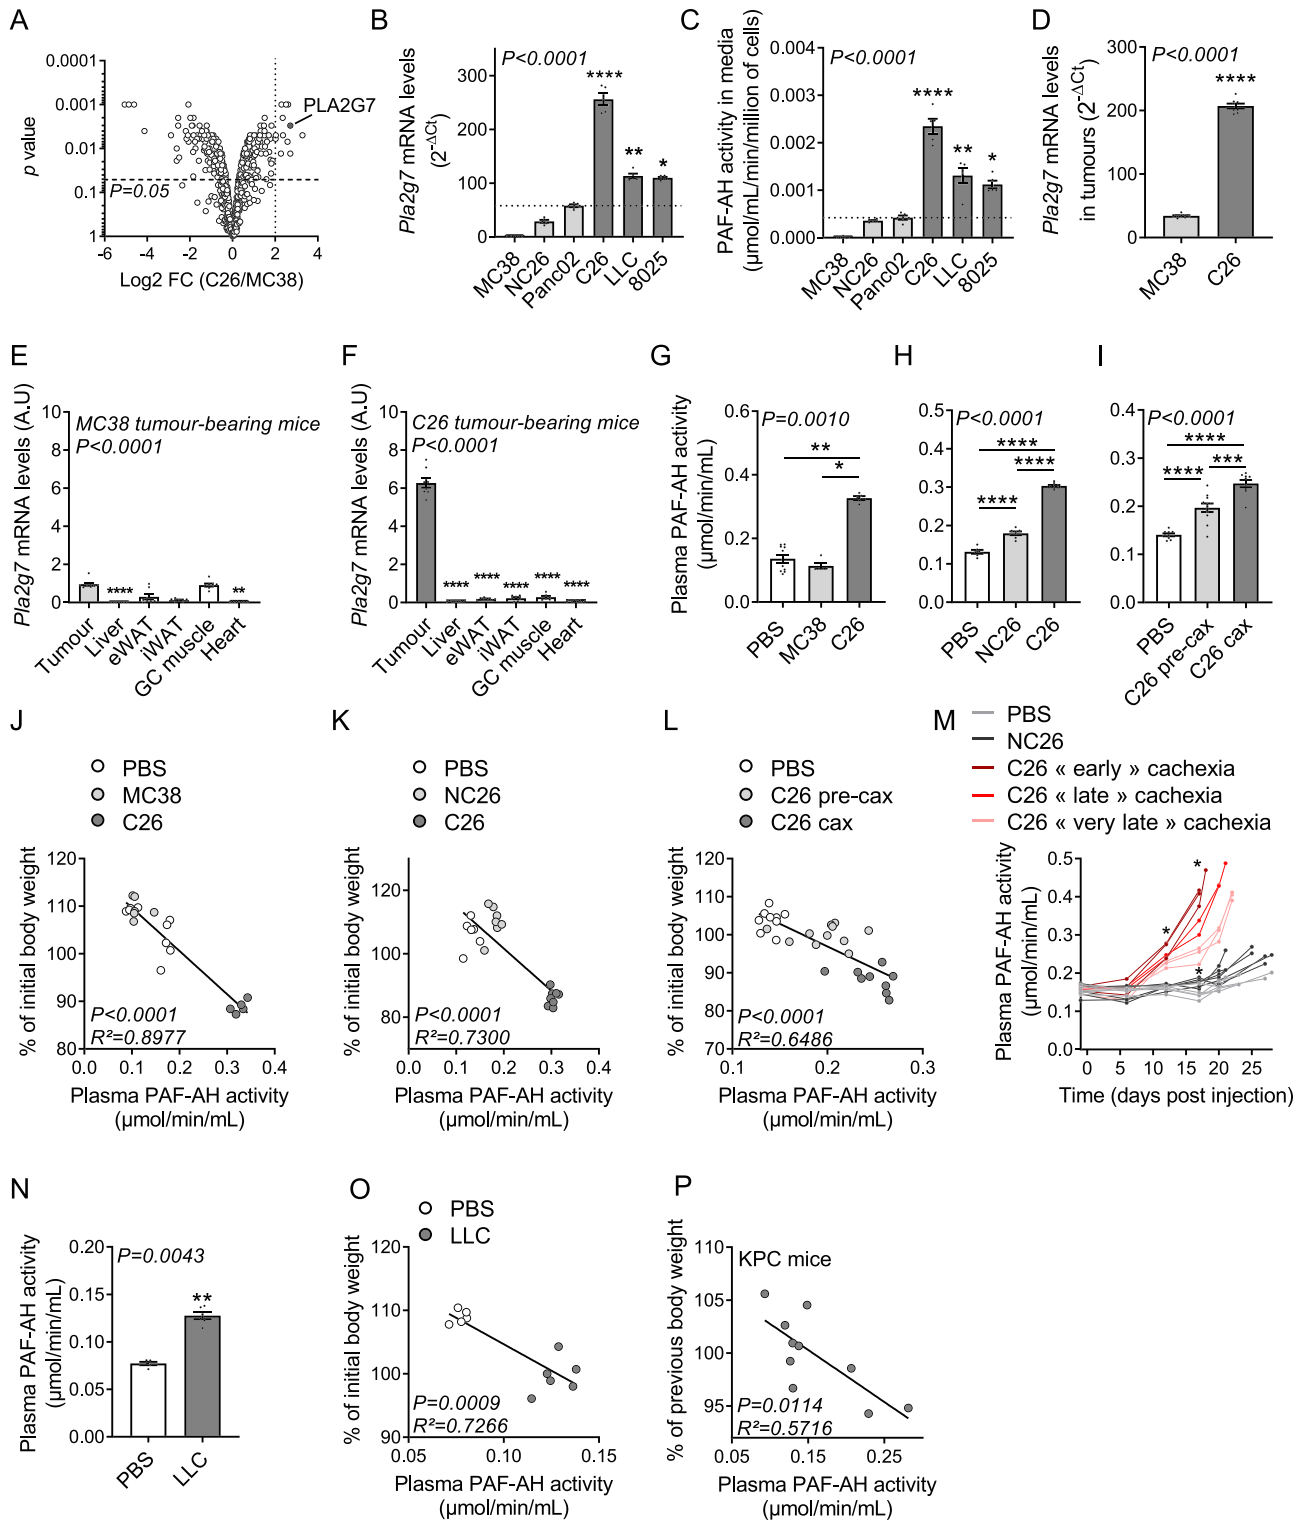 A
p value
0.0001
0.001
0.01
0.1
1
PLA2G7
P=0.05
-6 -4 -2 0 2 4
Log2 FC (C26/MC38)
B
Pla2g7 mRNA levels
(2-ΔCt)
P<0.0001
300
200
100
0
****
**
*
MC38
NC26
Panc02
C26
LLC
8025
C
PAF-AH activity in media
(μmol/mL/min/million of cells)
0.004
0.003
0.002
0.001
0.000
P<0.0001
****
**
*
MC38
NC26
Panc02
C26
LLC
8025
D
Pla2g7 mRNA levels
in tumours (2-ΔCt)
300
200
100
0
P<0.0001
****
MC38
C26
E
Pla2g7 mRNA levels (A.U)
10
8
6
4
2
0
MC38 tumour-bearing mice
P<0.0001
****
**
Tumour
Liver
eWAT
iWAT
GC muscle
Heart
F
Pla2g7 mRNA levels (A.U)
10
8
6
4
2
0
C26 tumour-bearing mice
P<0.0001
**** **** **** **** ****
Tumour
Liver
eWAT
iWAT
GC muscle
Heart
G
Plasma PAF-AH activity
(μmol/min/mL)
0.6
0.4
0.2
0.0
P=0.0010
**
*
PBS
MC38
C26
H
0.5
0.4
0.3
0.2
0.1
0.0
P<0.0001
****
****
****
PBS
NC26
C26
I
0.4
0.3
0.2
0.1
0.0
P<0.0001
****
***
****
PBS
C26 pre-cax
C26 cax
J
PBS
MC38
C26
% of initial body weight
120
110
100
90
80
P<0.0001
R²=0.8977
0.0 0.1 0.2 0.3 0.4
Plasma PAF-AH activity
(μmol/min/mL)
K
PBS
NC26
C26
% of initial body weight
120
100
80
P<0.0001
R²=0.7300
0.0 0.1 0.2 0.3 0.4
Plasma PAF-AH activity
(μmol/min/mL)
L
PBS
C26 pre-cax
C26 cax
% of initial body weight
120
110
100
90
80
70
P<0.0001
R²=0.6486
0.1 0.2 0.3
Plasma PAF-AH activity
(μmol/min/mL)
M
PBS
NC26
C26 « early » cachexia
C26 « late » cachexia
C26 « very late » cachexia
Plasma PAF-AH activity
(μmol/min/mL)
0.5
0.4
0.3
0.2
0.1
0.0
*
*
*
0 5 10 15 20 25
Time (days post injection)
N
Plasma PAF-AH activity
(μmol/min/mL)
0.20
0.15
0.10
0.05
0.00
P=0.0043
**
PBS
LLC
O
PBS
LLC
% of initial body weight
120
110
100
90
P=0.0009
R²=0.7266
0.05 0.10 0.15
Plasma PAF-AH activity
(μmol/min/mL)
P
% of previous body weight
110
105
100
95
KPC mice
P=0.0114
R²=0.5716
0.05 0.15 0.25
Plasma PAF-AH activity
(μmol/min/mL)